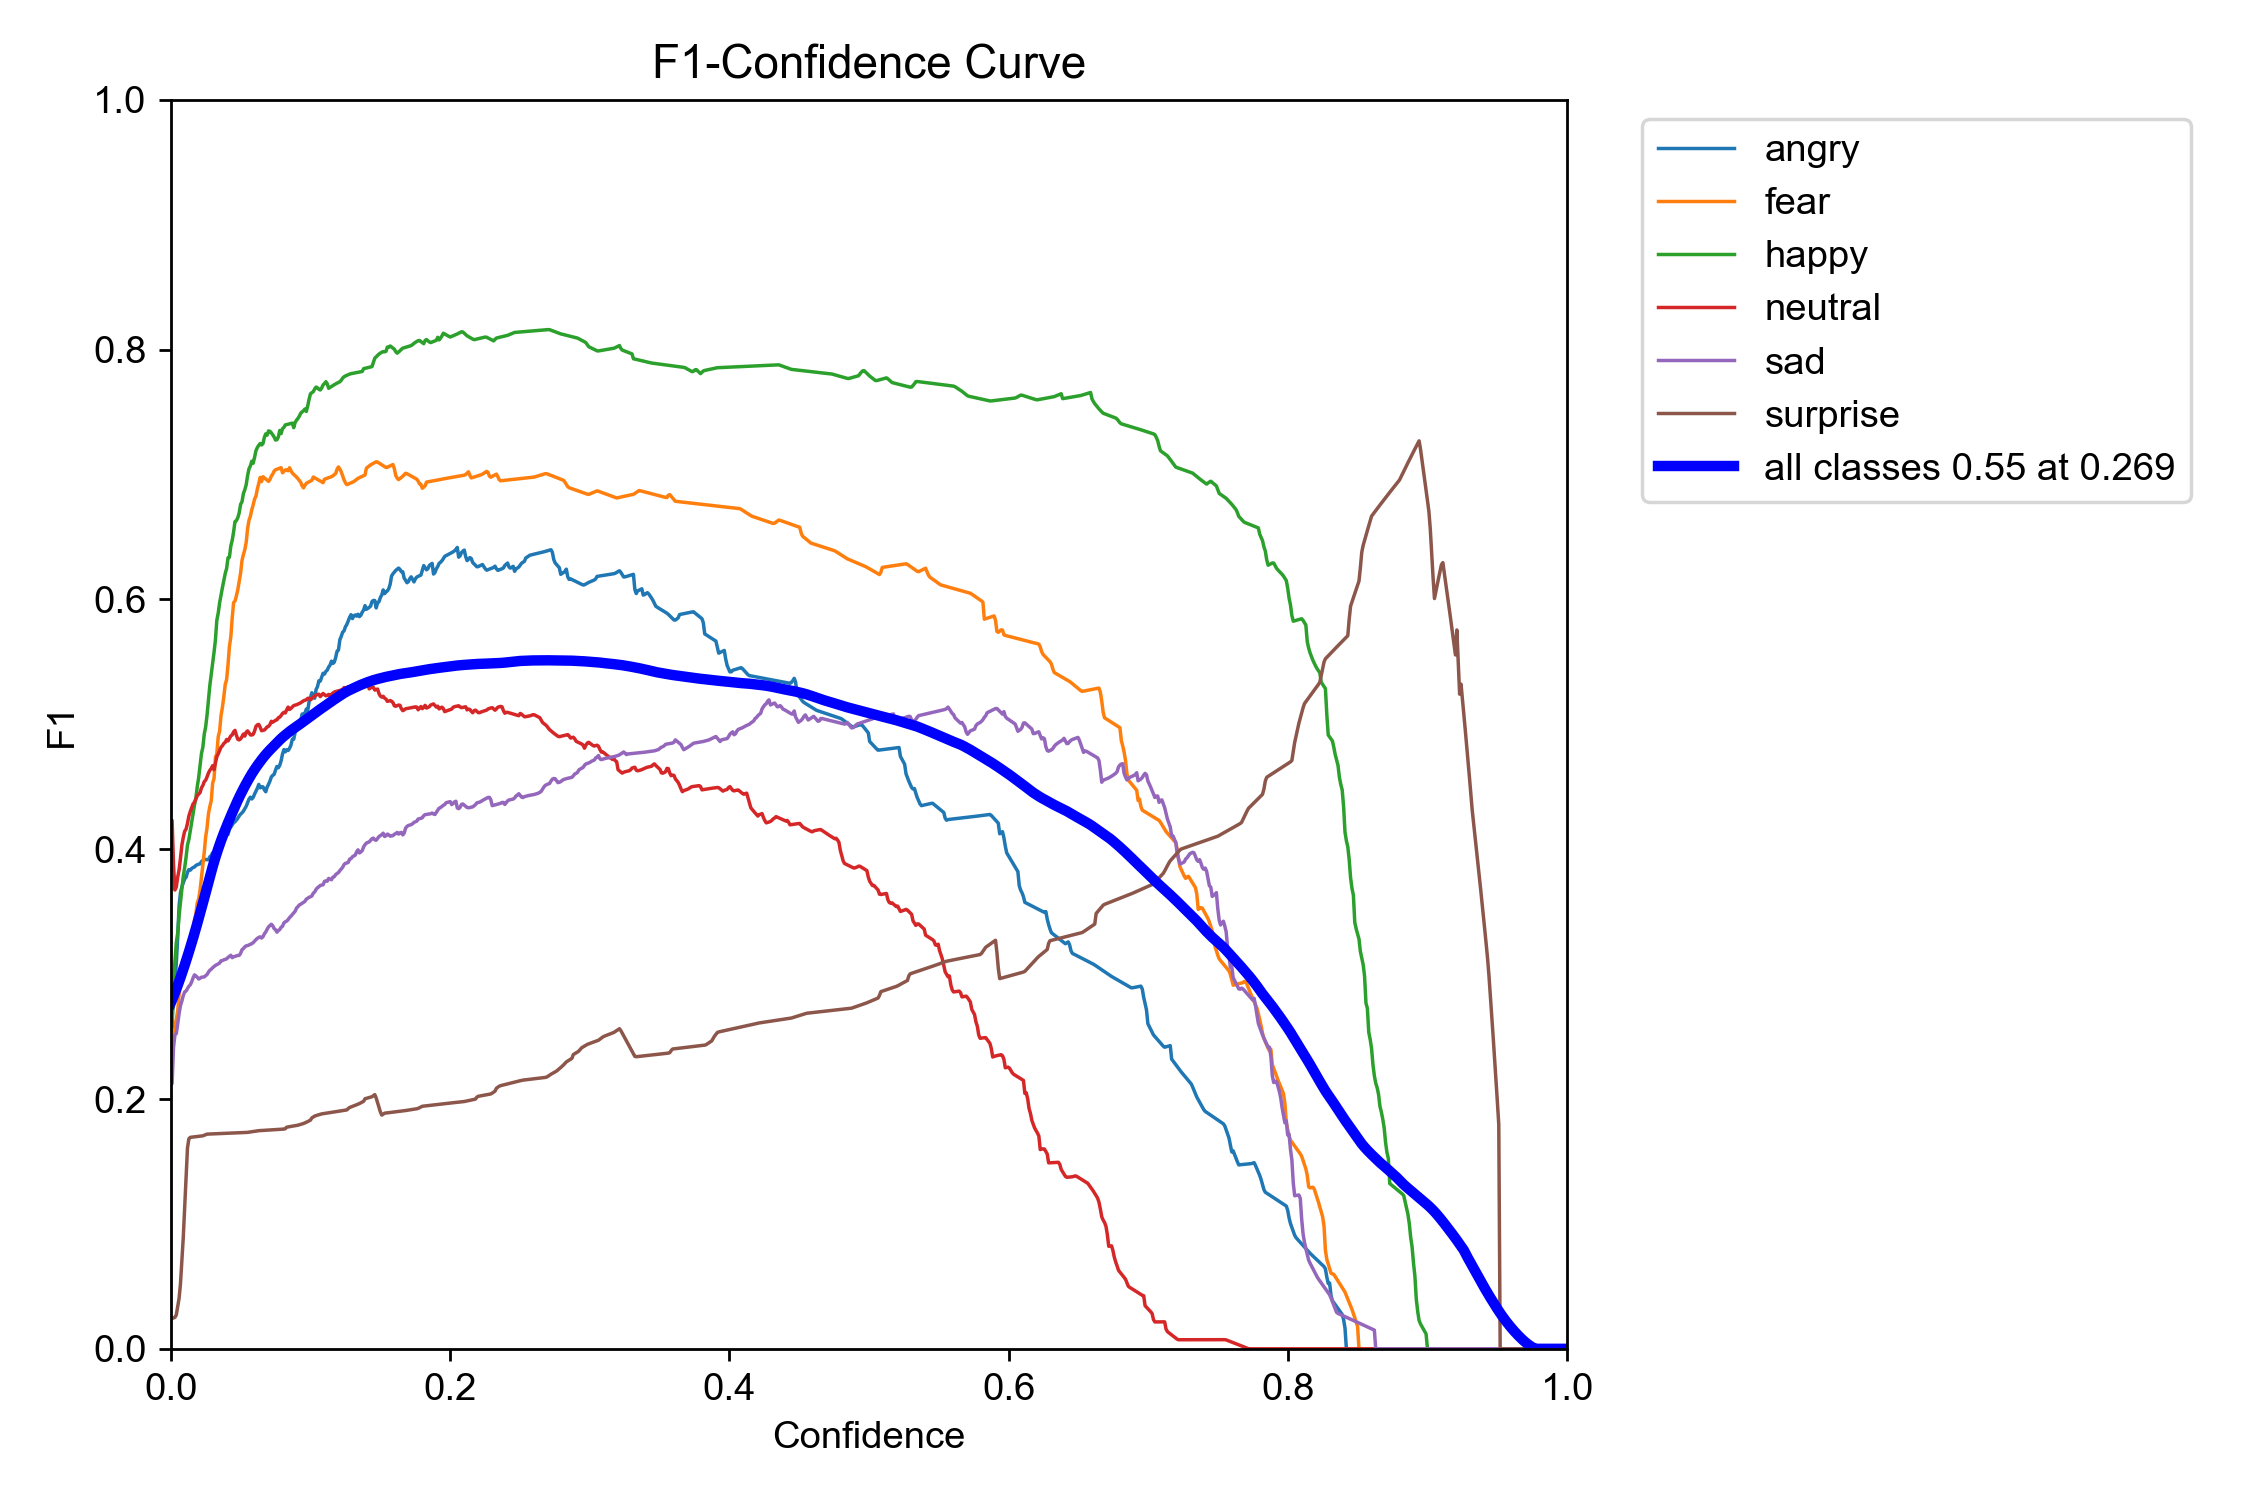 F1-Confidence Curve
1.0
0.8
0.6
0.4
0.2
0.0
F1
0.0 0.2 0.4 0.6 0.8 1.0
Confidence
angry
fear
happy
neutral
sad
surprise
all classes 0.55 at 0.269